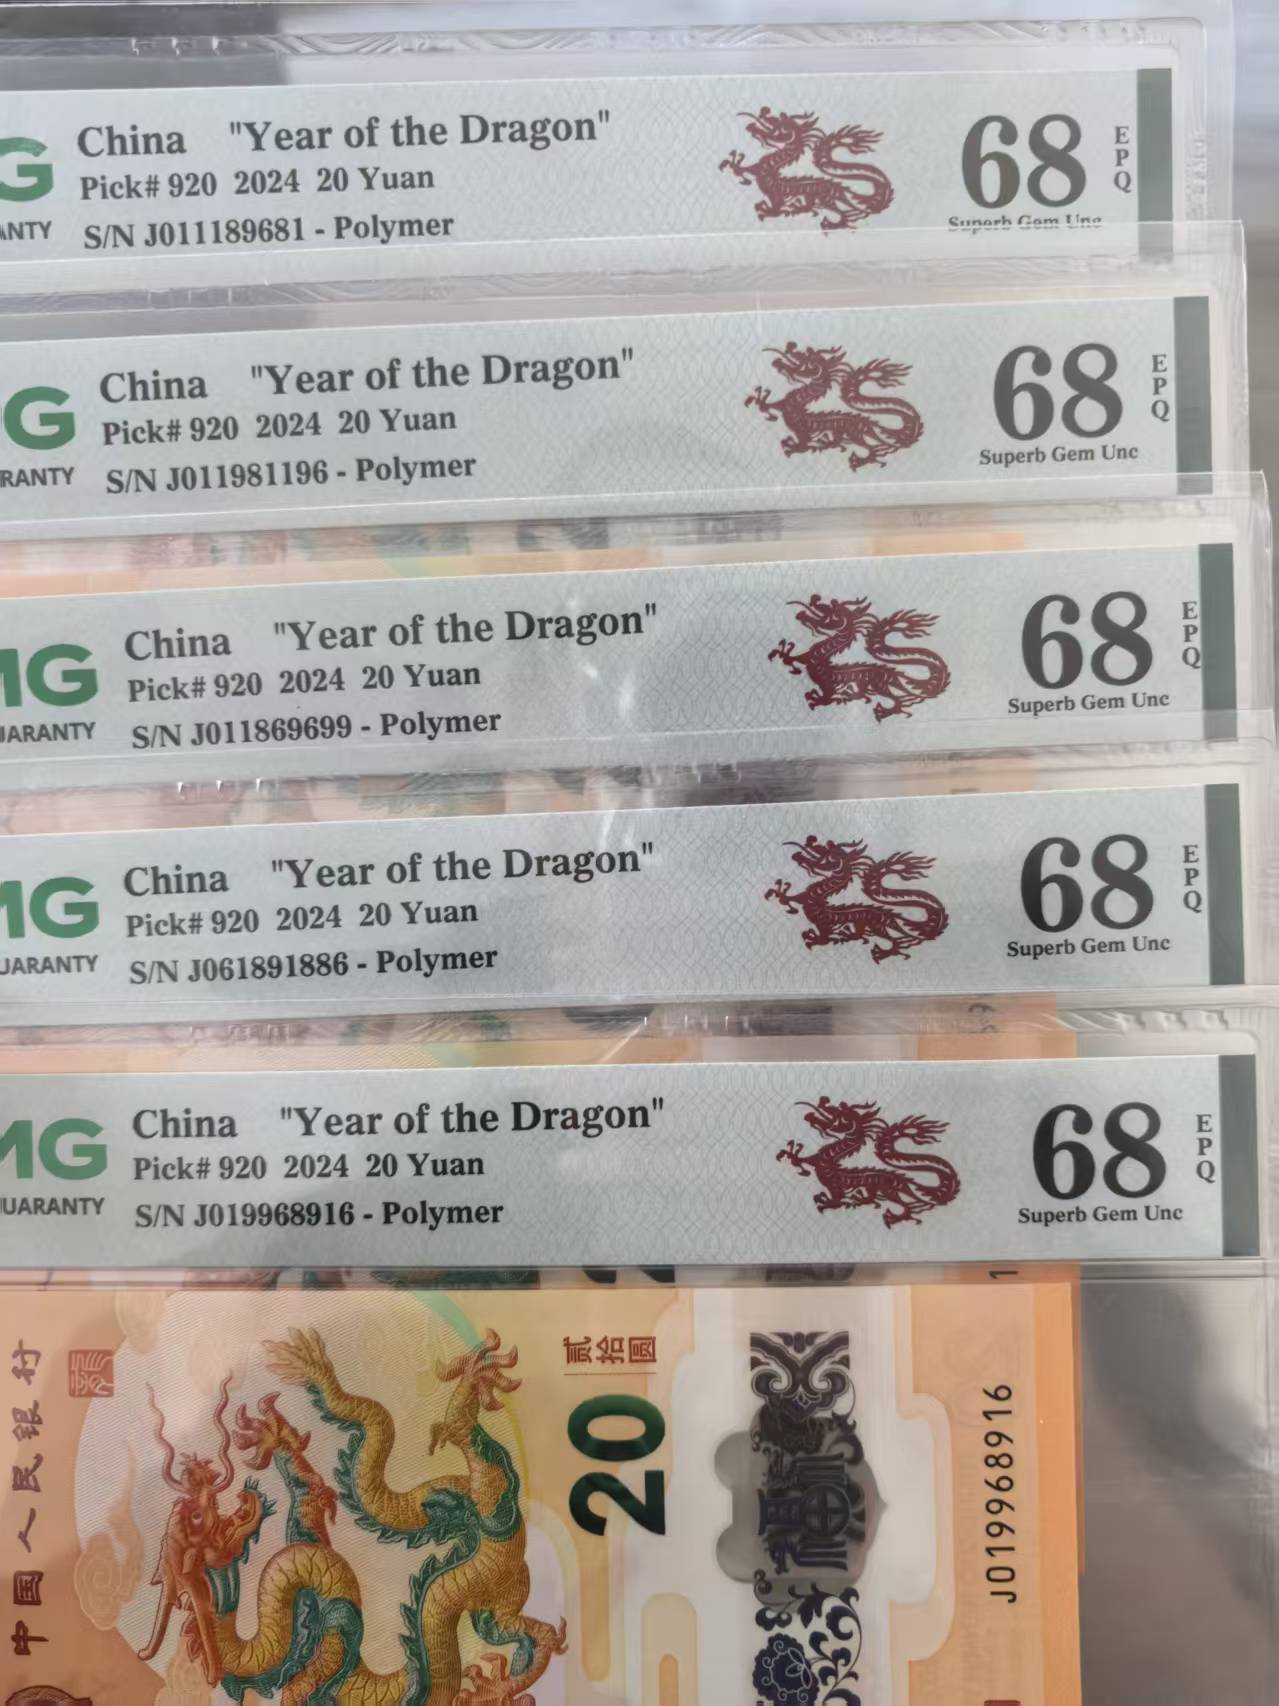 G
ANTY
China "Year of the Dragon"
Pick# 920 2024 20 Yuan
S/N J011189681 - Polymer
68
EPQ
Superb Gem Unc
G
RANTY
China "Year of the Dragon"
Pick# 920 2024 20 Yuan
S/N J011981196 - Polymer
68
EPQ
Superb Gem Unc
MG
UARANTY
China "Year of the Dragon"
Pick# 920 2024 20 Yuan
S/N J011869699 - Polymer
68
EPQ
Superb Gem Unc
MG
UARANTY
China "Year of the Dragon"
Pick# 920 2024 20 Yuan
S/N J061891886 - Polymer
68
EPQ
Superb Gem Unc
MG
UARANTY
China "Year of the Dragon"
Pick# 920 2024 20 Yuan
S/N J019968916 - Polymer
68
EPQ
Superb Gem Unc
中国人民银行
贰拾圆
20
J019968916